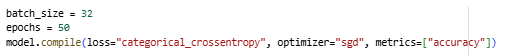 batch_size = 32
epochs = 50
model.compile(loss="categorical_crossentropy", optimizer="sgd", metrics=["accuracy"])